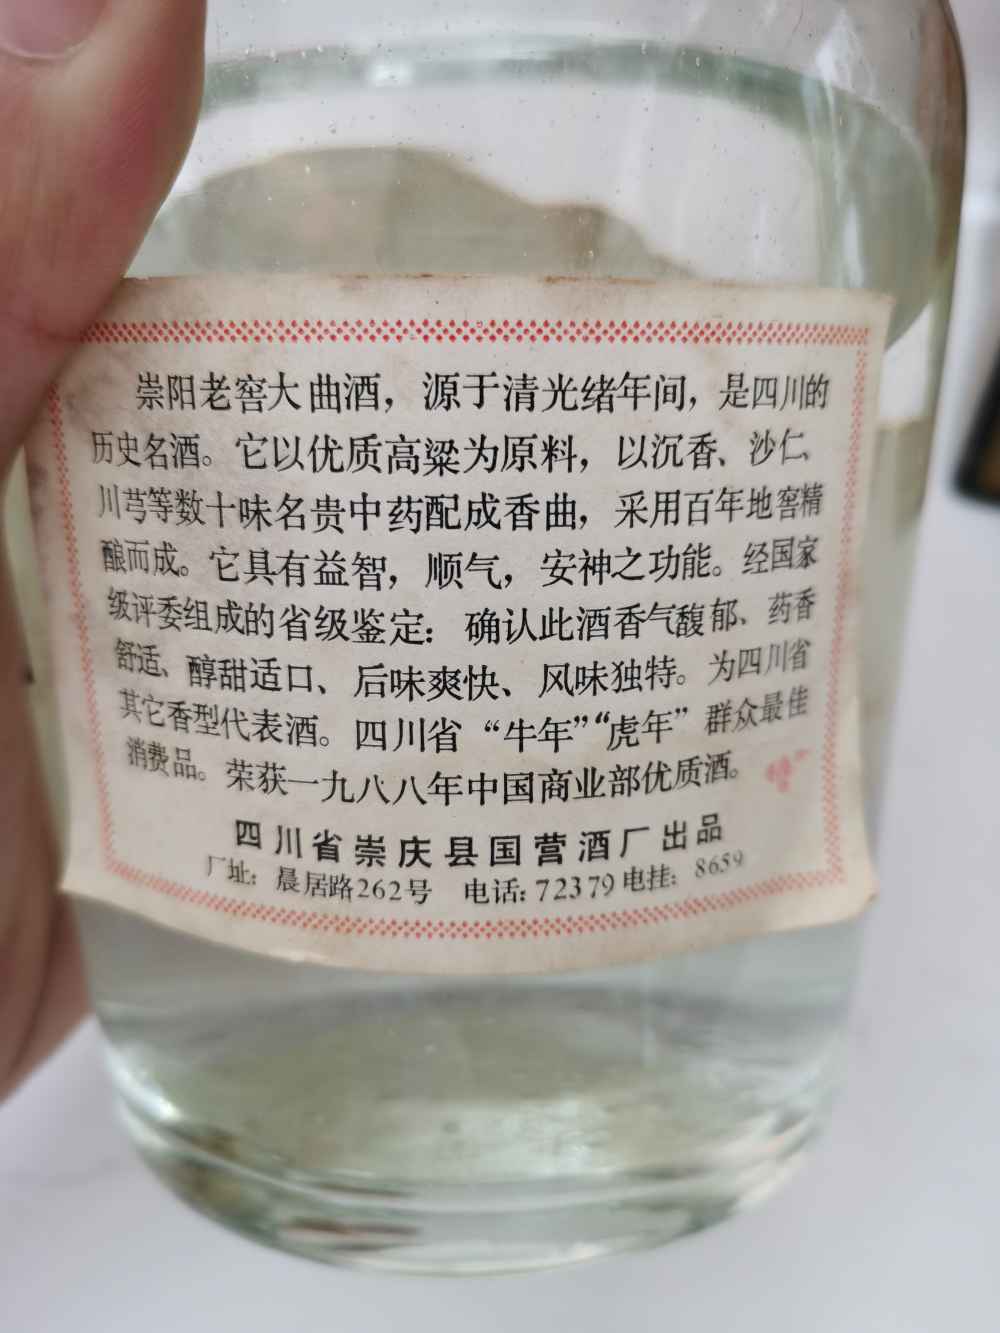 崇阳老窖大曲酒，源于清光绪年间，是四川的
历史名酒。它以优质高粱为原料，以沉香、沙仁、
川芎等数十味名贵中药配成香曲，采用百年地窖精
酿而成。它具有益智，顺气，安神之功能。经国家
级评委组成的省级鉴定：确认此酒香气馥郁、药香
舒适、醇甜适口、后味爽快、风味独特。为四川省
其它香型代表酒。四川省“牛年”“虎年”群众最佳
消费品。荣获一九八八年中国商业部优质酒。
四川省崇庆县国营酒厂出品
厂址：晨居路262号 电话：72379 电挂：8659